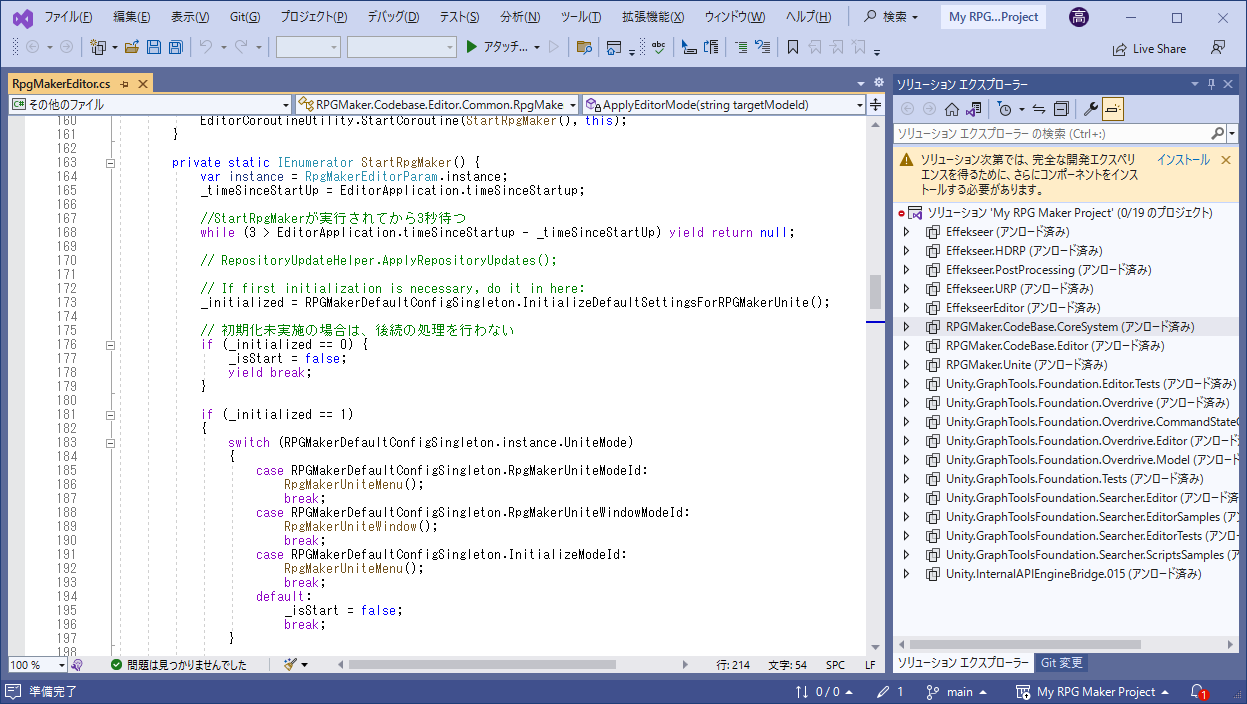 ファイル(F) 編集(E) 表示(V) Git(G) プロジェクト(P) デバッグ(D) テスト(S) 分析(N) ツール(T) 拡張機能(X) ウィンドウ(W) ヘルプ(H) 検索 My RPG...Project 高
アタッチ... abc Live Share
RpgMakerEditor.cs
C# その他のファイル RPGMaker.Codebase.Editor.Common.RpgMake ApplyEditorMode(string targetModeId)
160 EditorCoroutineUtility.StartCoroutine(StartRpgMaker(), this);
161 }
162
163 private static IEnumerator StartRpgMaker() {
164 var instance = RpgMakerEditorParam.instance;
165 _timeSinceStartUp = EditorApplication.timeSinceStartup;
166
167 //StartRpgMakerが実行されてから3秒待つ
168 while (3 > EditorApplication.timeSinceStartup - _timeSinceStartUp) yield return null;
169
170 // RepositoryUpdateHelper.ApplyRepositoryUpdates();
171
172 // If first initialization is necessary, do it in here:
173 _initialized = RPGMakerDefaultConfigSingleton.InitializeDefaultSettingsForRPGMakerUnite();
174
175 // 初期化未実施の場合は、後続の処理を行わない
176 if (_initialized == 0) {
177 _isStart = false;
178 yield break;
179 }
180
181 if (_initialized == 1)
182 {
183 switch (RPGMakerDefaultConfigSingleton.instance.UniteMode)
184 {
185 case RPGMakerDefaultConfigSingleton.RpgMakerUniteModeId:
186 RpgMakerUniteMenu();
187 break;
188 case RPGMakerDefaultConfigSingleton.RpgMakerUniteWindowModeId:
189 RpgMakerUniteWindow();
190 break;
191 case RPGMakerDefaultConfigSingleton.InitializeModeId:
192 RpgMakerUniteMenu();
193 break;
194 default:
195 _isStart = false;
196 break;
197 }
198
100 % 問題は見つかりませんでした 行: 214 文字: 54 SPC LF
ソリューション エクスプローラー
ソリューション エクスプローラー の検索 (Ctrl+:)
ソリューション次第では、完全な開発エクスペリ インストール
エンスを得るために、さらにコンポーネントをインス
トールする必要があります。
ソリューション 'My RPG Maker Project' (0/19 のプロジェクト)
Effekseer (アンロード済み)
Effekseer.HDRP (アンロード済み)
Effekseer.PostProcessing (アンロード済み)
Effekseer.URP (アンロード済み)
EffekseerEditor (アンロード済み)
RPGMaker.CodeBase.CoreSystem (アンロード済み)
RPGMaker.CodeBase.Editor (アンロード済み)
RPGMaker.Unite (アンロード済み)
Unity.GraphTools.Foundation.Editor.Tests (アンロード済み)
Unity.GraphTools.Foundation.Overdrive (アンロード済み)
Unity.GraphTools.Foundation.Overdrive.CommandState
Unity.GraphTools.Foundation.Overdrive.Editor (アンロード
Unity.GraphTools.Foundation.Overdrive.Model (アンロード
Unity.GraphTools.Foundation.Tests (アンロード済み)
Unity.GraphToolsFoundation.Searcher.Editor (アンロード済
Unity.GraphToolsFoundation.Searcher.EditorSamples (ア
Unity.GraphToolsFoundation.Searcher.EditorTests (アンロー
Unity.GraphToolsFoundation.Searcher.ScriptsSamples (ア
Unity.InternalAPIEngineBridge.015 (アンロード済み)
ソリューション エクスプローラー Git 変更
準備完了 0 / 0 1 main My RPG Maker Project 1